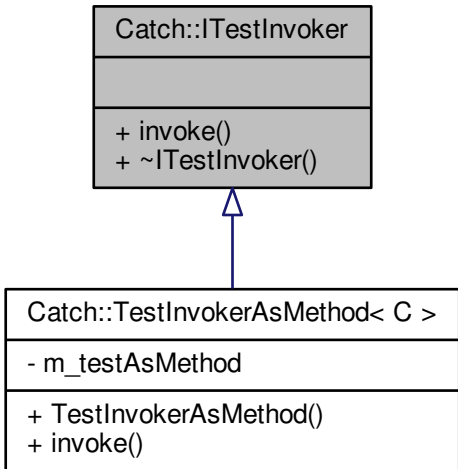 Catch::ITestInvoker
+ invoke()
+ ~ITestInvoker()
Catch::TestInvokerAsMethod< C >
- m_testAsMethod
+ TestInvokerAsMethod()
+ invoke()